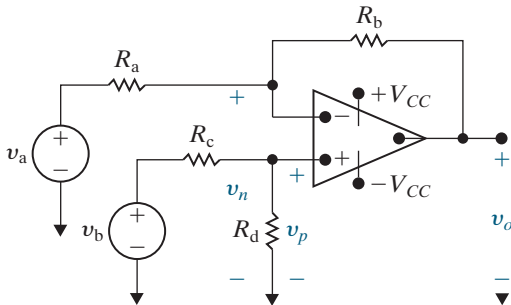 R_b
R_a
+
+V_CC
+
−
v_a
−
R_c
+
+
−V_CC
+
v_n
+
v_b
−
R_d
v_p
v_o
−
−
−